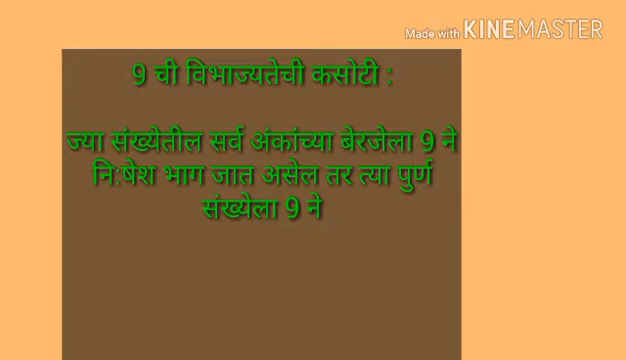 Made with KINEMASTER
9 ची विभाज्यतेची कसोटी :
ज्या संख्येतील सर्व अंकांच्या बेरजेला 9 ने
नि:षेश भाग जात असेल तर त्या पुर्ण
संख्येला 9 ने